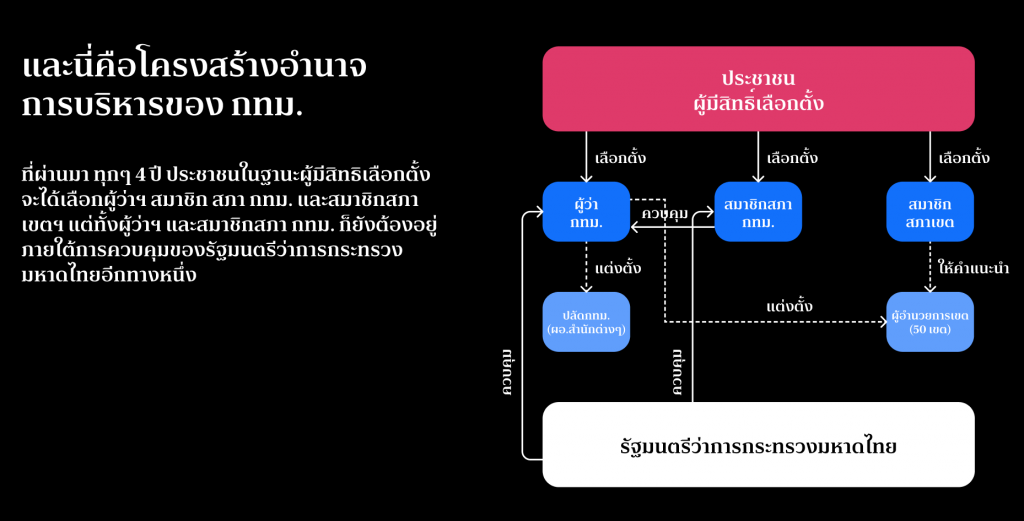 และนี่คือโครงสร้างอำนาจ
การบริหารของ กทม.
ที่ผ่านมา ทุกๆ 4 ปี ประชาชนในฐานะผู้มีสิทธิเลือกตั้ง
จะได้เลือกผู้ว่าฯ สมาชิก สภา กทม. และสมาชิกสภา
เขตฯ แต่ทั้งผู้ว่าฯ และสมาชิกสภา กทม. ก็ยังต้องอยู่
ภายใต้การควบคุมของรัฐมนตรีว่าการกระทรวง
มหาดไทยอีกทางหนึ่ง
ประชาชน
ผู้มีสิทธิ์เลือกตั้ง
เลือกตั้ง
เลือกตั้ง
เลือกตั้ง
ผู้ว่า
กทม.
ควบคุม
สมาชิกสภา
กทม.
สมาชิก
สภาเขต
แต่งตั้ง
ให้คำแนะนำ
ปลัดกทม.
(ผอ.สำนักต่างๆ)
แต่งตั้ง
ผู้อำนวยการเขต
(50 เขต)
ควบคุม
ควบคุม
รัฐมนตรีว่าการกระทรวงมหาดไทย